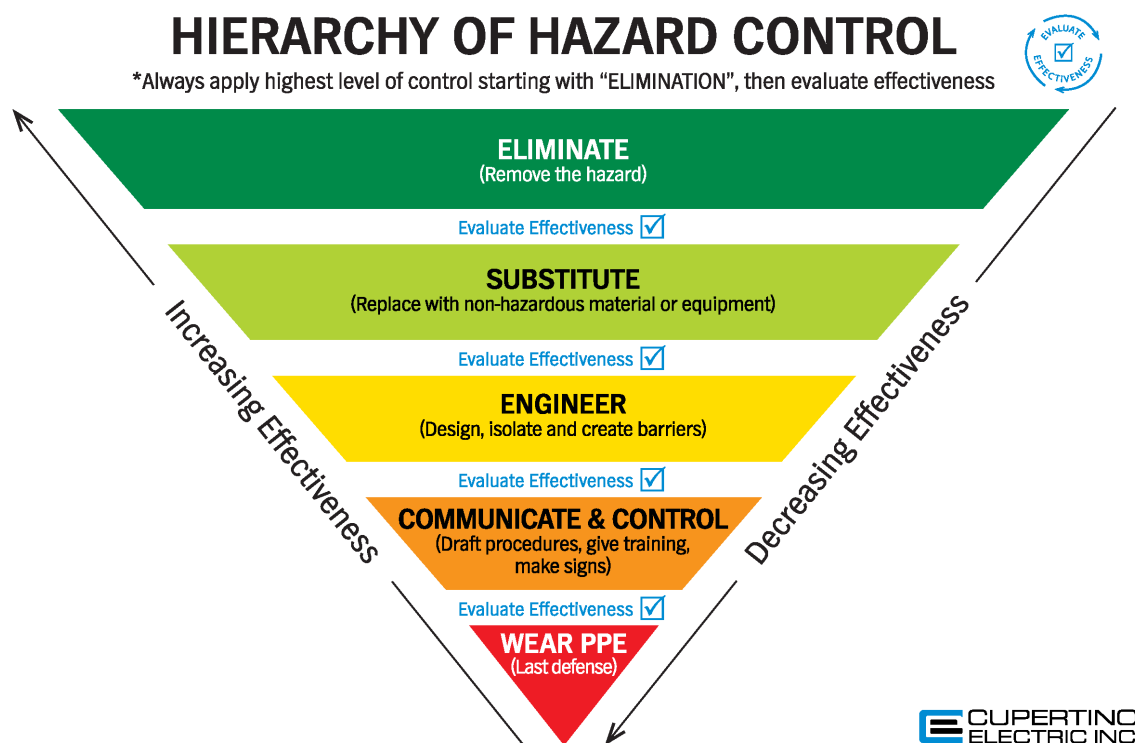 HIERARCHY OF HAZARD CONTROL
EVALUATE
EFFECTIVENESS
*Always apply highest level of control starting with “ELIMINATION”, then evaluate effectiveness
ELIMINATE
(Remove the hazard)
Evaluate Effectiveness
SUBSTITUTE
(Replace with non-hazardous material or equipment)
Evaluate Effectiveness
ENGINEER
(Design, isolate and create barriers)
Evaluate Effectiveness
COMMUNICATE & CONTROL
(Draft procedures, give training,
make signs)
Evaluate Effectiveness
WEAR PPE
(Last defense)
Increasing Effectiveness
Decreasing Effectiveness
CUPERTINO
ELECTRIC INC